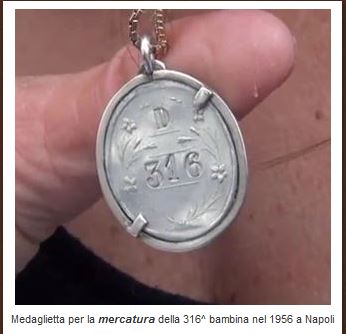 D
316
Medaglietta per la mercatura della 316^ bambina nel 1956 a Napoli